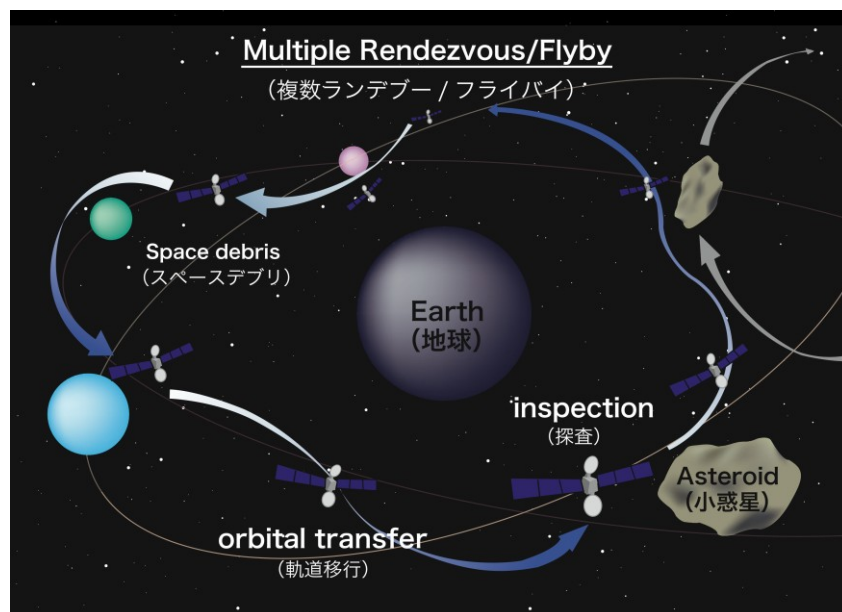 Multiple Rendezvous/Flyby
（複数ランデブー / フライバイ）
Space debris
（スペースデブリ）
Earth
（地球）
inspection
（探査）
Asteroid
（小惑星）
orbital transfer
（軌道移行）